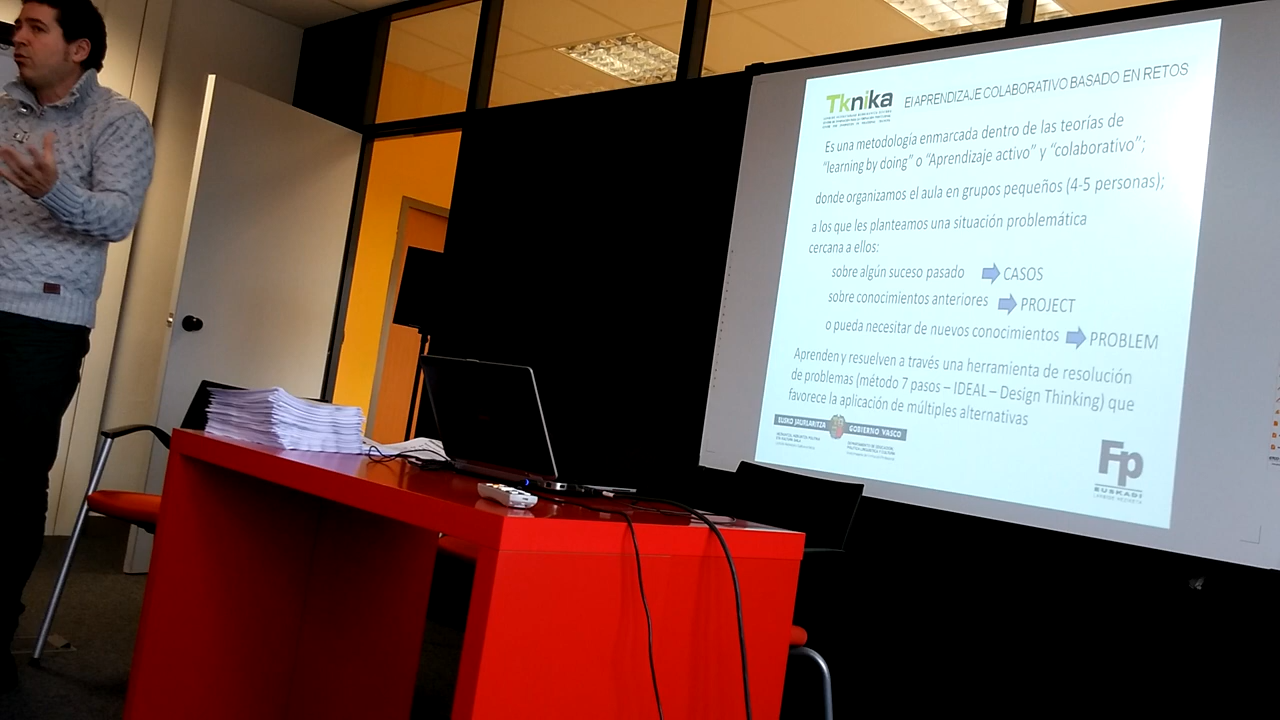 Tknika
El APRENDIZAJE COLABORATIVO BASADO EN RETOS
Es una metodología enmarcada dentro de las teorías de
"learning by doing" o "Aprendizaje activo" y "colaborativo";
donde organizamos el aula en grupos pequeños (4-5 personas);
a los que les planteamos una situación problemática
cercana a ellos:
sobre algún suceso pasado CASOS
sobre conocimientos anteriores PROJECT
o pueda necesitar de nuevos conocimientos PROBLEM
Aprenden y resuelven a través una herramienta de resolución
de problemas (método 7 pasos – IDEAL – Design Thinking) que
favorece la aplicación de múltiples alternativas
EUSKO JAURLARITZA GOBIERNO VASCO
Fp
EUSKADI